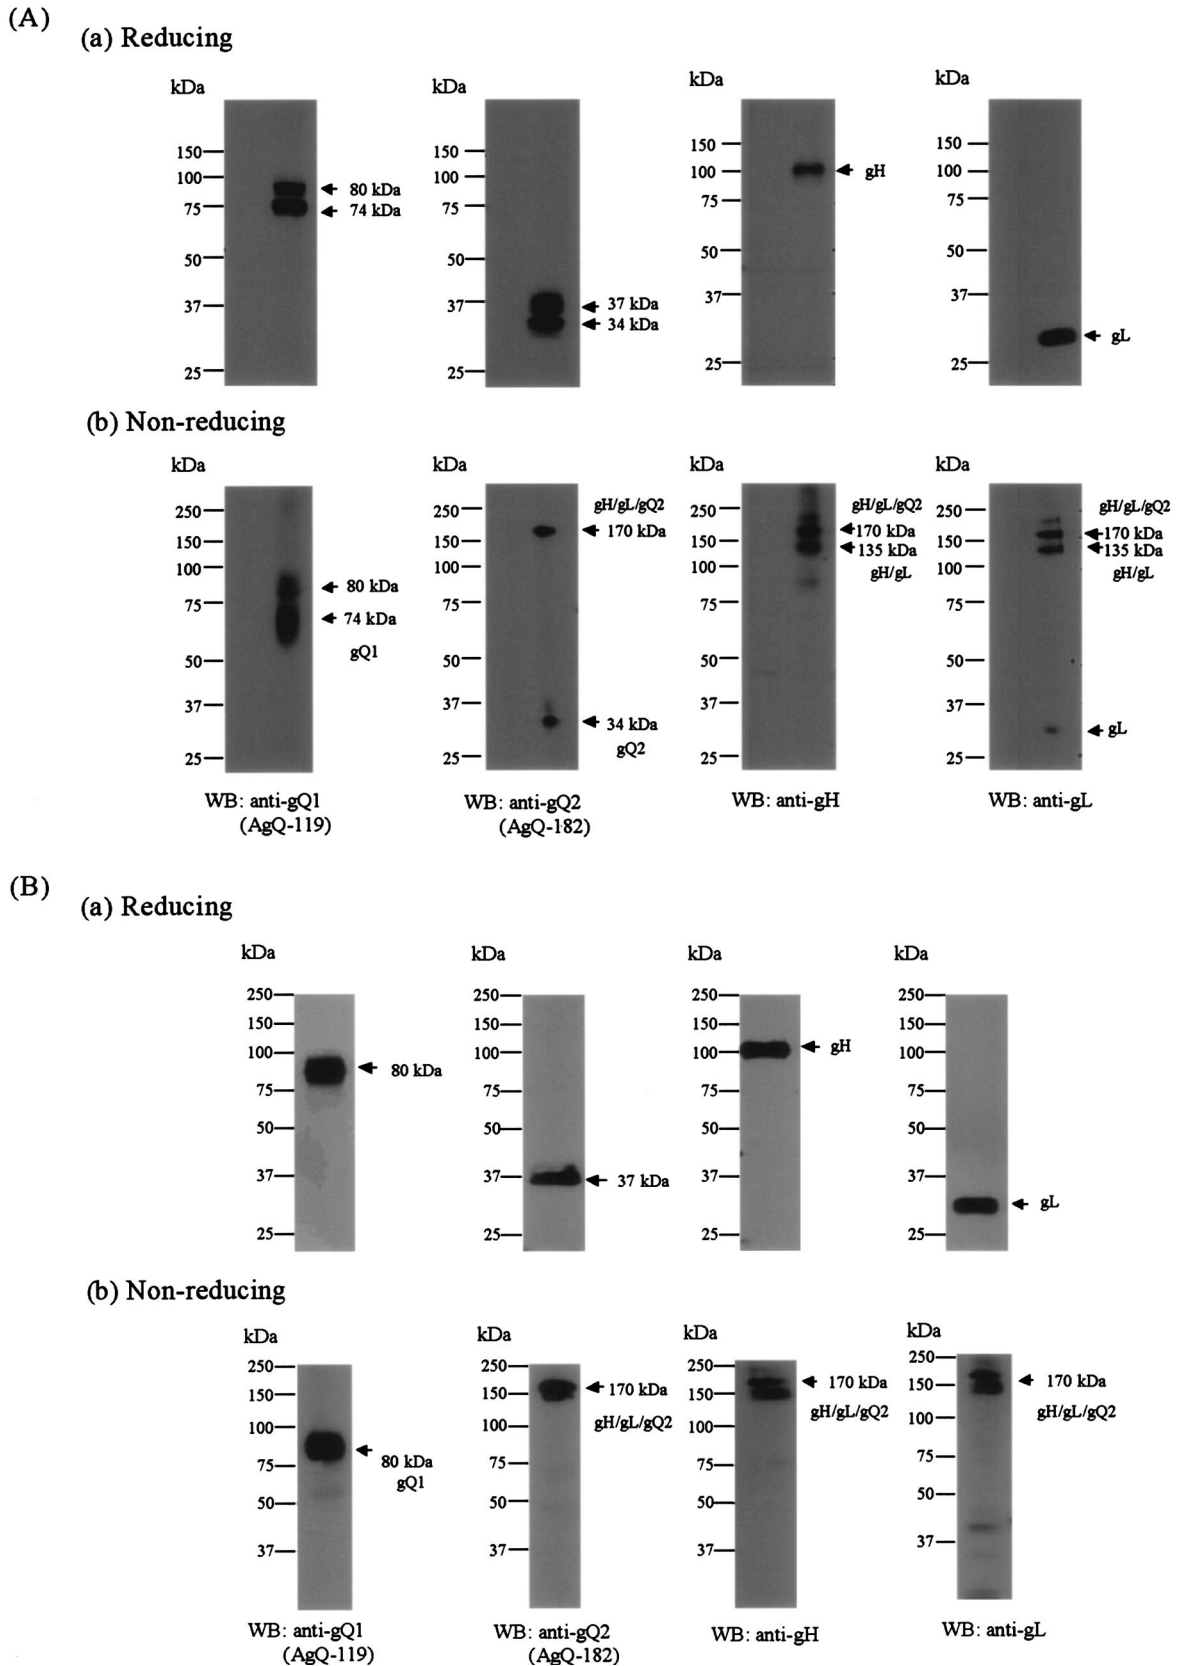 (A)
(a) Reducing
kDa kDa kDa kDa
150
100
75
50
37
25
80 kDa
74 kDa
150
100
75
50
37
25
37 kDa
34 kDa
150
100
75
50
37
25
gH
150
100
75
50
37
25
gL
(b) Non-reducing
kDa kDa kDa kDa
250
150
100
75
50
37
25
80 kDa
74 kDa
gQ1
250
150
100
75
50
37
25
gH/gL/gQ2
170 kDa
34 kDa
gQ2
250
150
100
75
50
37
25
gH/gL/gQ2
170 kDa
135 kDa
gH/gL
250
150
100
75
50
37
25
gH/gL/gQ2
170 kDa
135 kDa
gH/gL
gL
WB: anti-gQ1
(AgQ-119)
WB: anti-gQ2
(AgQ-182)
WB: anti-gH
WB: anti-gL
(B)
(a) Reducing
kDa kDa kDa kDa
250
150
100
75
50
37
25
80 kDa
250
150
100
75
50
37
25
37 kDa
250
150
100
75
50
37
25
gH
250
150
100
75
50
37
25
gL
(b) Non-reducing
kDa kDa kDa kDa
250
150
100
75
50
37
80 kDa
gQ1
250
150
100
75
50
37
170 kDa
gH/gL/gQ2
250
150
100
75
50
37
170 kDa
gH/gL/gQ2
250
150
100
75
50
37
170 kDa
gH/gL/gQ2
WB: anti-gQ1
(AgQ-119)
WB: anti-gQ2
(AgQ-182)
WB: anti-gH
WB: anti-gL